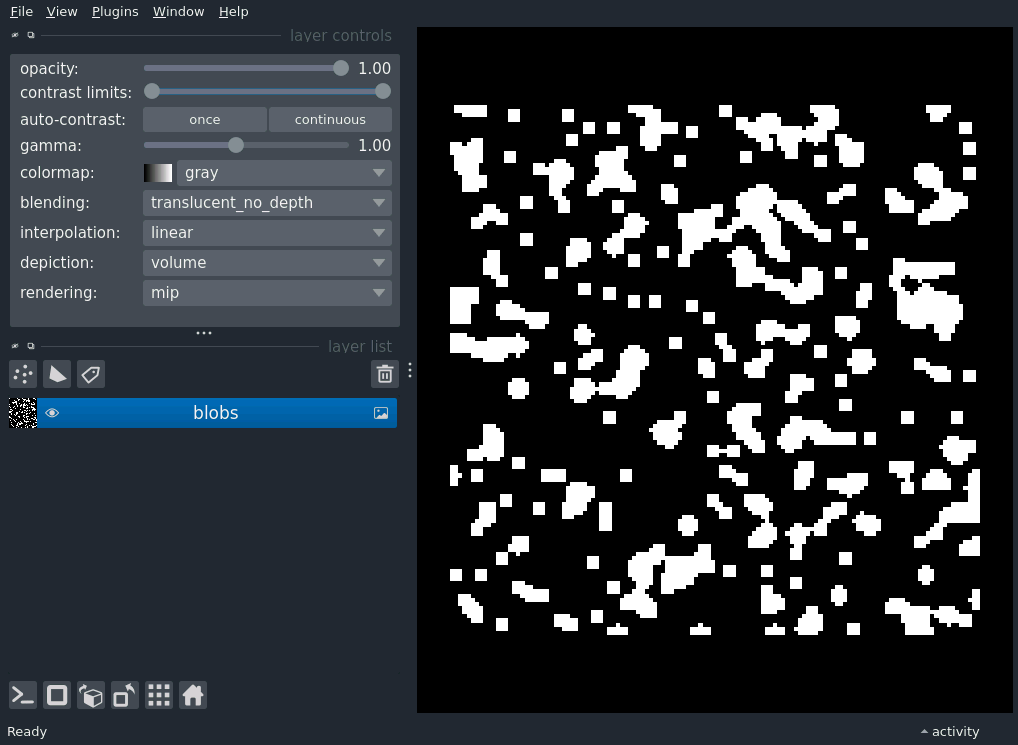 File View Plugins Window Help
layer controls
opacity: 1.00
contrast limits:
auto-contrast: once continuous
gamma: 1.00
colormap: gray
blending: translucent_no_depth
interpolation: linear
depiction: volume
rendering: mip
layer list
blobs
Ready activity